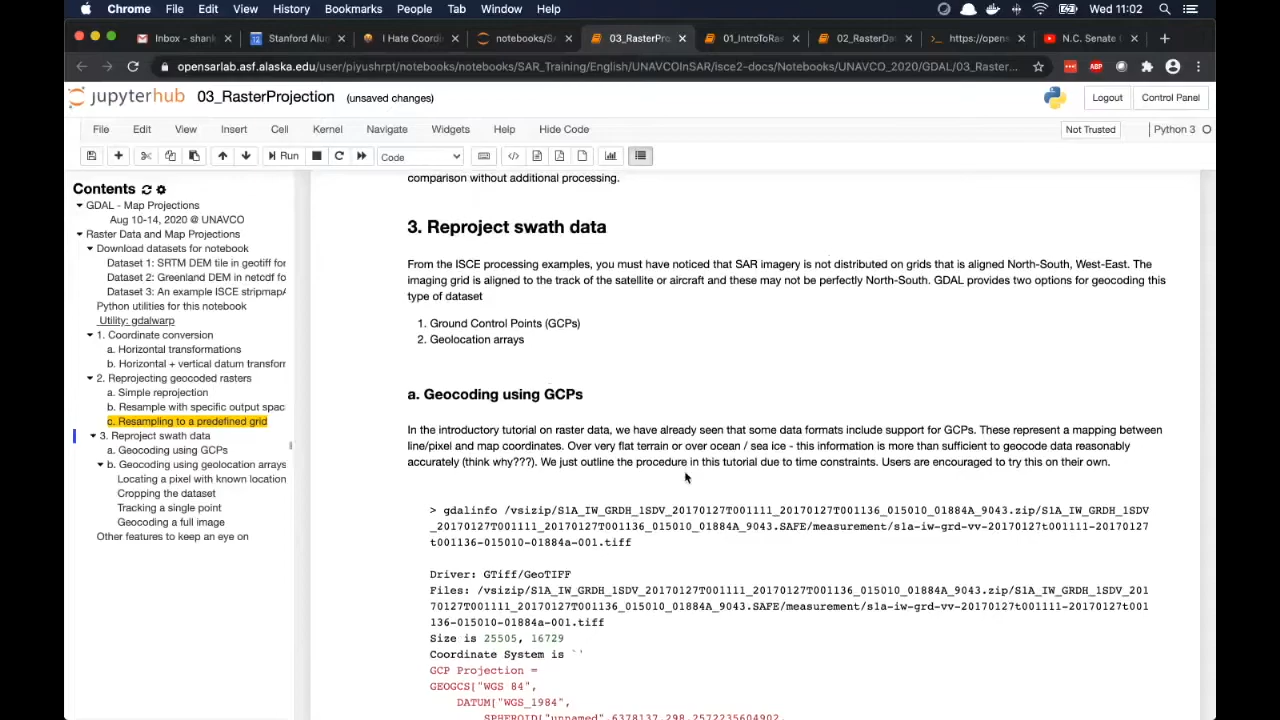 Chrome File Edit View History Bookmarks People Tab Window Help Wed 11:02
Inbox - shank 12 Stanford Alun I Hate Coordi notebooks/SA 03_RasterPro 01_IntroToRas 02_RasterDat https://opens N.C. Senate
opensarlab.asf.alaska.edu/user/piyushrpt/notebooks/notebooks/SAR_Training/English/UNAVCOInSAR/isce2-docs/Notebooks/UNAVCO_2020/GDAL/03_Raster... ABP
jupyterhub 03_RasterProjection (unsaved changes) Logout Control Panel
File Edit View Insert Cell Kernel Navigate Widgets Help Hide Code Not Trusted Python 3
Run Code
Contents
GDAL - Map Projections
Aug 10-14, 2020 @ UNAVCO
Raster Data and Map Projections
Download datasets for notebook
Dataset 1: SRTM DEM tile in geotiff for
Dataset 2: Greenland DEM in netcdf fo
Dataset 3: An example ISCE stripmapA
Python utilities for this notebook
Utility: gdalwarp
1. Coordinate conversion
a. Horizontal transformations
b. Horizontal + vertical datum transform
2. Reprojecting geocoded rasters
a. Simple reprojection
b. Resample with specific output spac
c. Resampling to a predefined grid
3. Reproject swath data
a. Geocoding using GCPs
b. Geocoding using geolocation arrays
Locating a pixel with known location
Cropping the dataset
Tracking a single point
Geocoding a full image
Other features to keep an eye on
comparison without additional processing.
3. Reproject swath data
From the ISCE processing examples, you must have noticed that SAR imagery is not distributed on grids that is aligned North-South, West-East. The
imaging grid is aligned to the track of the satellite or aircraft and these may not be perfectly North-South. GDAL provides two options for geocoding this
type of dataset
1. Ground Control Points (GCPs)
2. Geolocation arrays
a. Geocoding using GCPs
In the introductory tutorial on raster data, we have already seen that some data formats include support for GCPs. These represent a mapping between
line/pixel and map coordinates. Over very flat terrain or over ocean / sea ice - this information is more than sufficient to geocode data reasonably
accurately (think why???). We just outline the procedure in this tutorial due to time constraints. Users are encouraged to try this on their own.
> gdalinfo /vsizip/S1A_IW_GRDH_1SDV_20170127T001111_20170127T001136_015010_01884A_9043.zip/S1A_IW_GRDH_1SDV
_20170127T001111_20170127T001136_015010_01884A_9043.SAFE/measurement/s1a-iw-grd-vv-20170127t001111-20170127
t001136-015010-01884a-001.tiff
Driver: GTiff/GeoTIFF
Files: /vsizip/S1A_IW_GRDH_1SDV_20170127T001111_20170127T001136_015010_01884A_9043.zip/S1A_IW_GRDH_1SDV_201
70127T001111_20170127T001136_015010_01884A_9043.SAFE/measurement/s1a-iw-grd-vv-20170127t001111-20170127t001
136-015010-01884a-001.tiff
Size is 25505, 16729
Coordinate System is `'
GCP Projection =
GEOGCS["WGS 84",
DATUM["WGS_1984",
SPHEROID["unnamed",6378137,298.2572235604902,